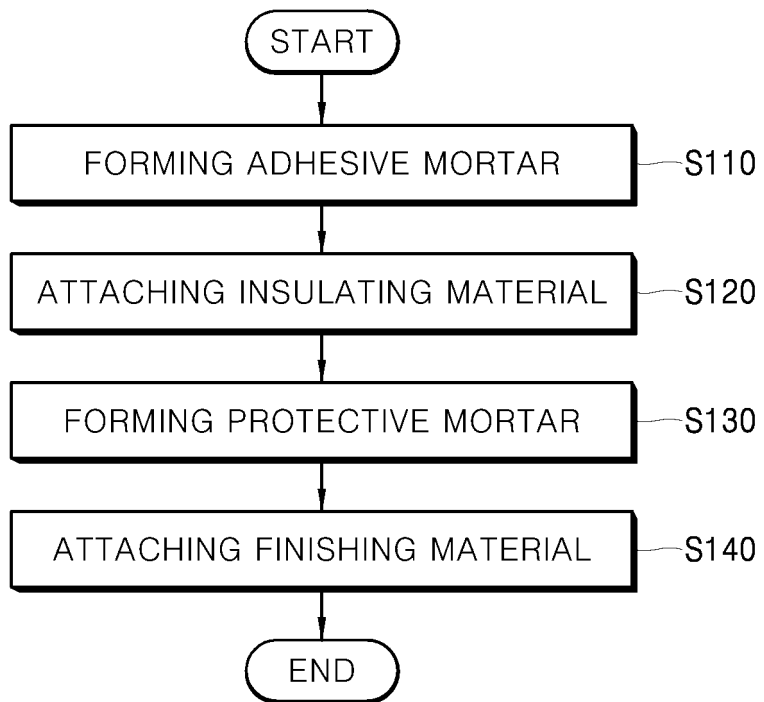 START
FORMING ADHESIVE MORTAR S110
ATTACHING INSULATING MATERIAL S120
FORMING PROTECTIVE MORTAR S130
ATTACHING FINISHING MATERIAL S140
END